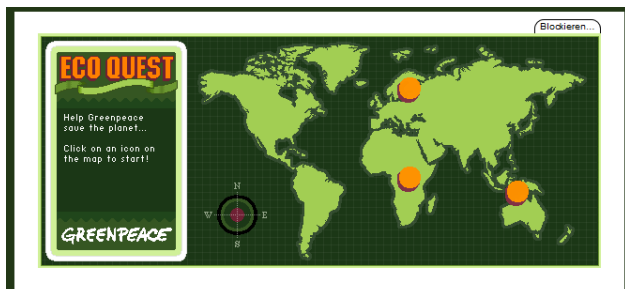 Blockieren...
ECO QUEST
Help Greenpeace
save the planet...
Click on an icon on
the map to start!
N
W
E
S
GREENPEACE